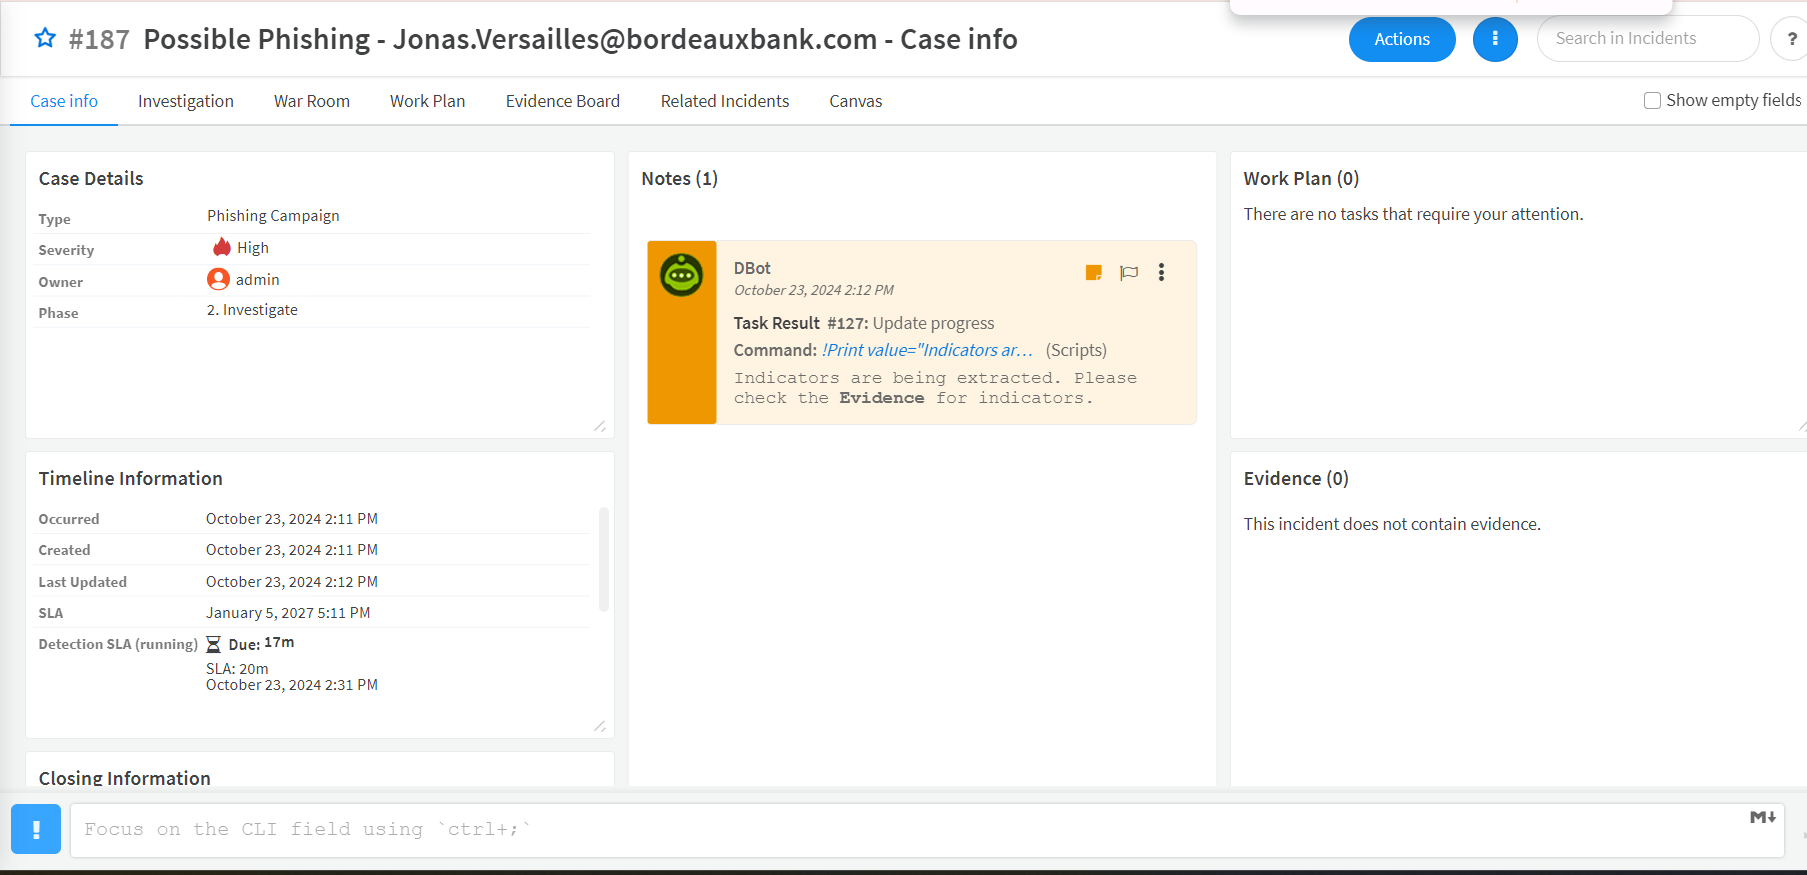 #187 Possible Phishing - Jonas.Versailles@bordeauxbank.com - Case info
Actions
Search in Incidents
?
Case info
Investigation
War Room
Work Plan
Evidence Board
Related Incidents
Canvas
Show empty fields
Case Details
Type Phishing Campaign
Severity High
Owner admin
Phase 2. Investigate
Timeline Information
Occurred October 23, 2024 2:11 PM
Created October 23, 2024 2:11 PM
Last Updated October 23, 2024 2:12 PM
SLA January 5, 2027 5:11 PM
Detection SLA (running) Due: 17m
SLA: 20m
October 23, 2024 2:31 PM
Closing Information
Notes (1)
DBot
October 23, 2024 2:12 PM
Task Result #127: Update progress
Command: !Print value="Indicators ar... (Scripts)
Indicators are being extracted. Please
check the Evidence for indicators.
Work Plan (0)
There are no tasks that require your attention.
Evidence (0)
This incident does not contain evidence.
!
Focus on the CLI field using `ctrl+;`
M